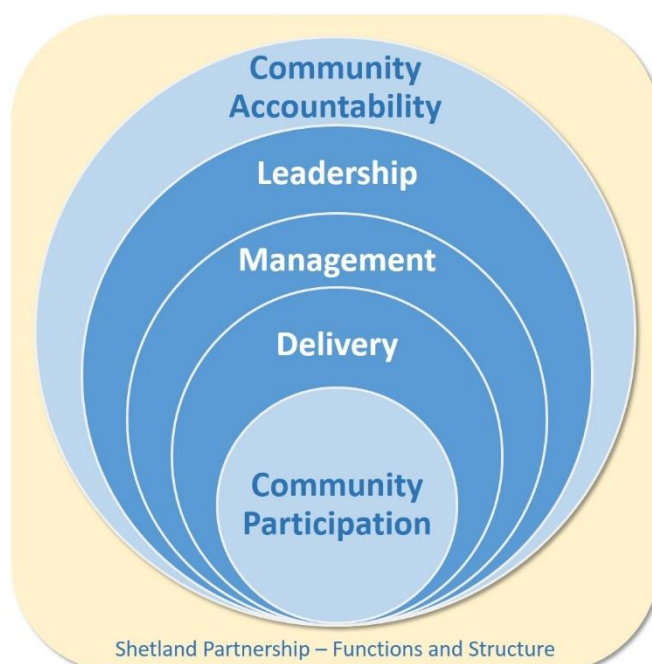 Community
Accountability
Leadership
Management
Delivery
Community
Participation
Shetland Partnership – Functions and Structure